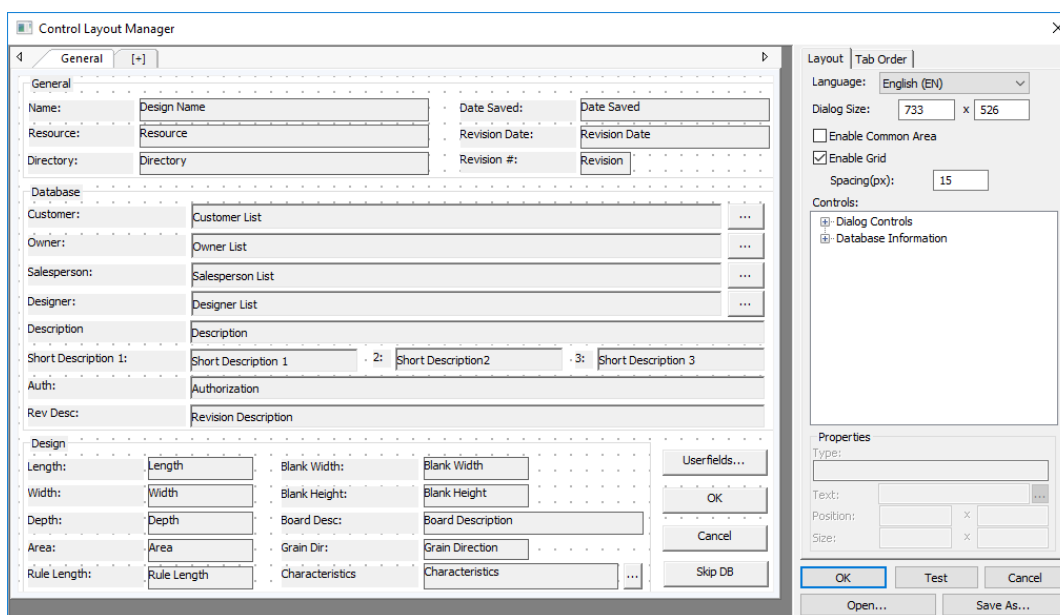 Control Layout Manager
General
[+]
General
Name:
Design Name
Date Saved:
Date Saved
Resource:
Resource
Revision Date:
Revision Date
Directory:
Directory
Revision #:
Revision
Database
Customer:
Customer List
...
Owner:
Owner List
...
Salesperson:
Salesperson List
...
Designer:
Designer List
...
Description
Description
Short Description 1:
Short Description 1
2:
Short Description2
3:
Short Description 3
Auth:
Authorization
Rev Desc:
Revision Description
Design
Length:
Length
Blank Width:
Blank Width
Width:
Width
Blank Height:
Blank Height
Depth:
Depth
Board Desc:
Board Description
Area:
Area
Grain Dir:
Grain Direction
Rule Length:
Rule Length
Characteristics
Characteristics
...
Userfields...
OK
Cancel
Skip DB
Layout
Tab Order
Language:
English (EN)
Dialog Size:
733
x
526
Enable Common Area
Enable Grid
Spacing(px):
15
Controls:
Dialog Controls
Database Information
Properties
Type:
Text:
...
Position:
x
Size:
x
OK
Test
Cancel
Open...
Save As...